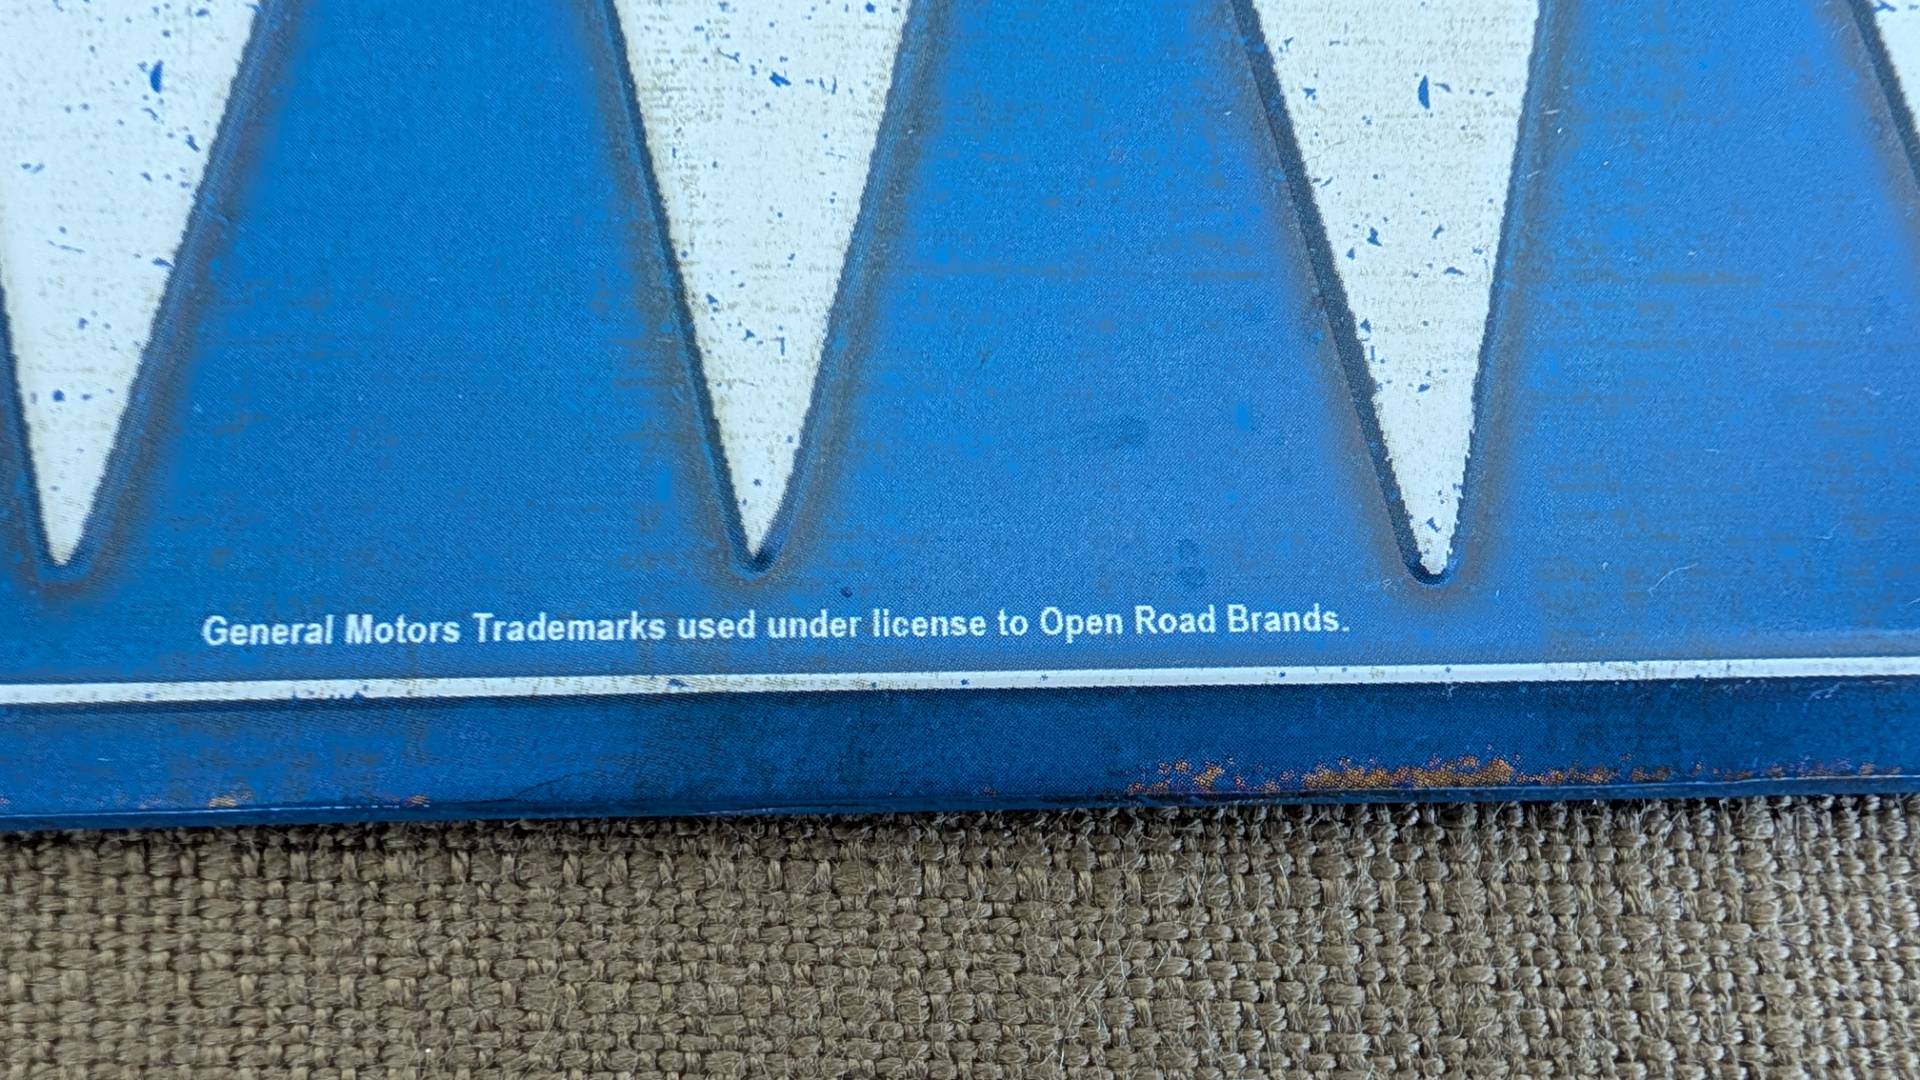 General Motors Trademarks used under license to Open Road Brands.